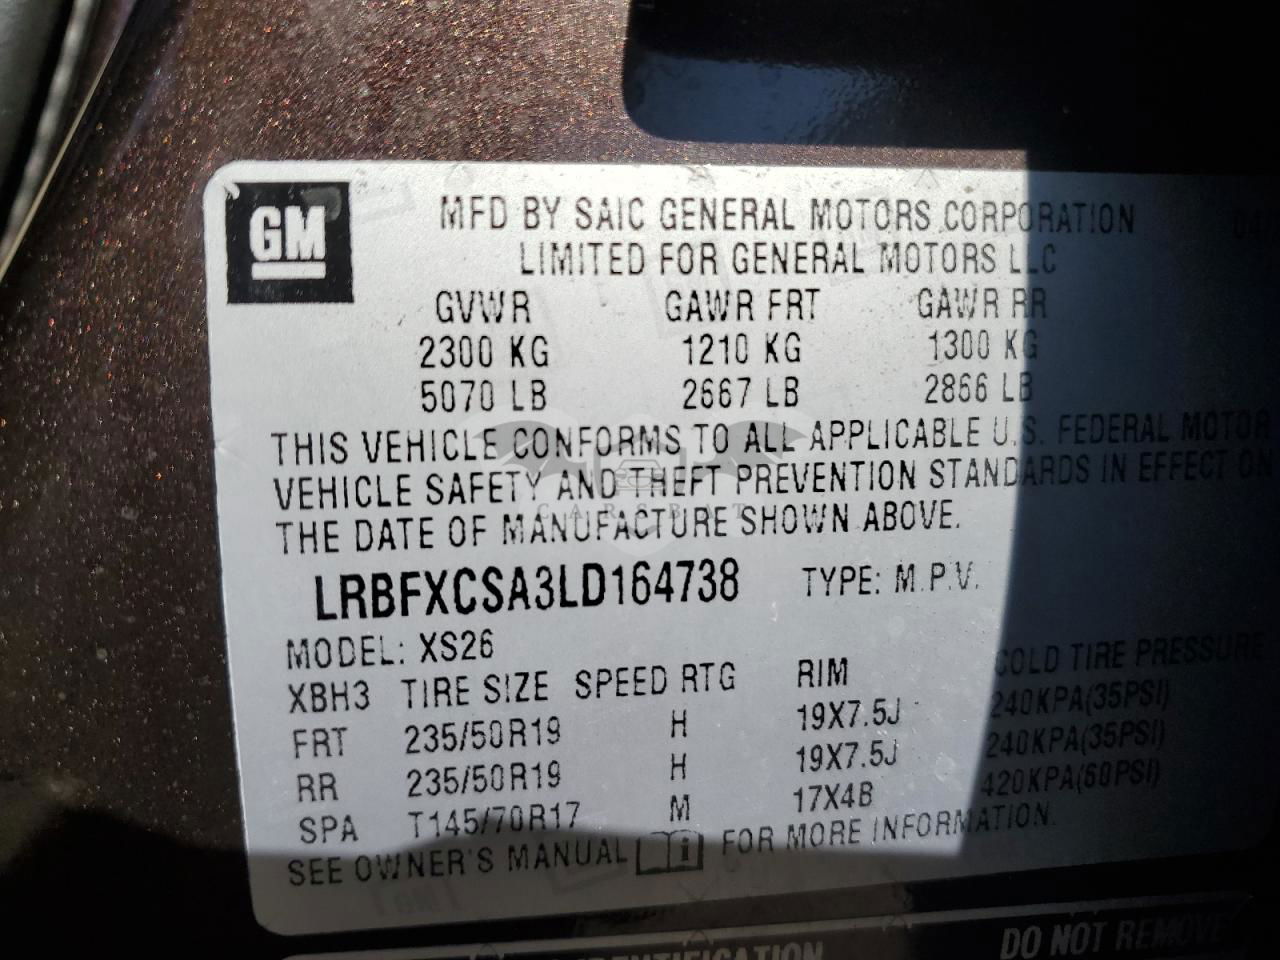 GM
MFD BY SAIC GENERAL MOTORS CORPORATION
LIMITED FOR GENERAL MOTORS LLC
GVWR GAWR FRT GAWR RR
2300 KG 1210 KG 1300 KG
5070 LB 2667 LB 2866 LB
THIS VEHICLE CONFORMS TO ALL APPLICABLE U.S. FEDERAL MOTOR
VEHICLE SAFETY AND THEFT PREVENTION STANDARDS IN EFFECT ON
THE DATE OF MANUFACTURE SHOWN ABOVE.
CARSBAT
LRBFXCSA3LD164738 TYPE: M.P.V.
MODEL: XS26
XBH3 TIRE SIZE SPEED RTG RIM COLD TIRE PRESSURE
FRT 235/50R19 H 19X7.5J 240KPA(35PSI)
RR 235/50R19 H 19X7.5J 240KPA(35PSI)
SPA T145/70R17 M 17X4B 420KPA(60PSI)
SEE OWNER'S MANUAL FOR MORE INFORMATION.
DO NOT REMOVE